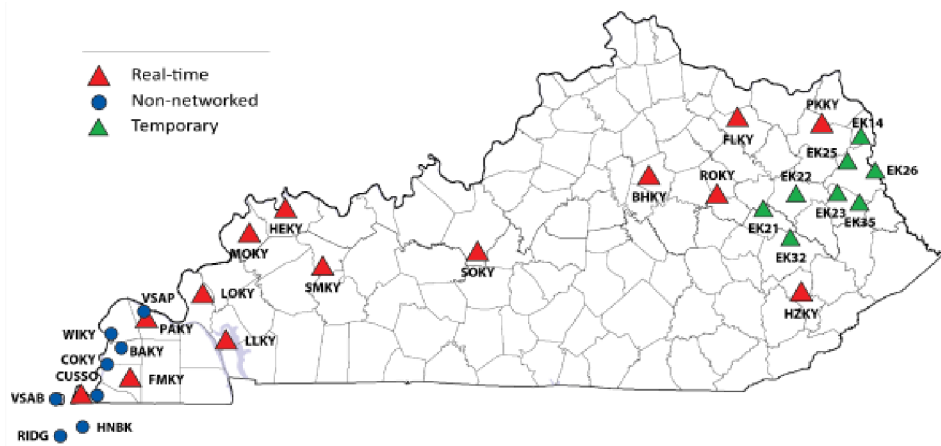 Real-time
Non-networked
Temporary
PKKY
EK14
FLKY
EK25
EK26
EK22
ROKY
BHKY
EK23
EK35
EK21
HEKY
MOKY
EK32
SOKY
SMKY
LOKY
HZKY
VSAP
PAKY
WIKY
LLKY
BAKY
COKY
CUSSO
FMKY
VSAB
HNBK
RIDG